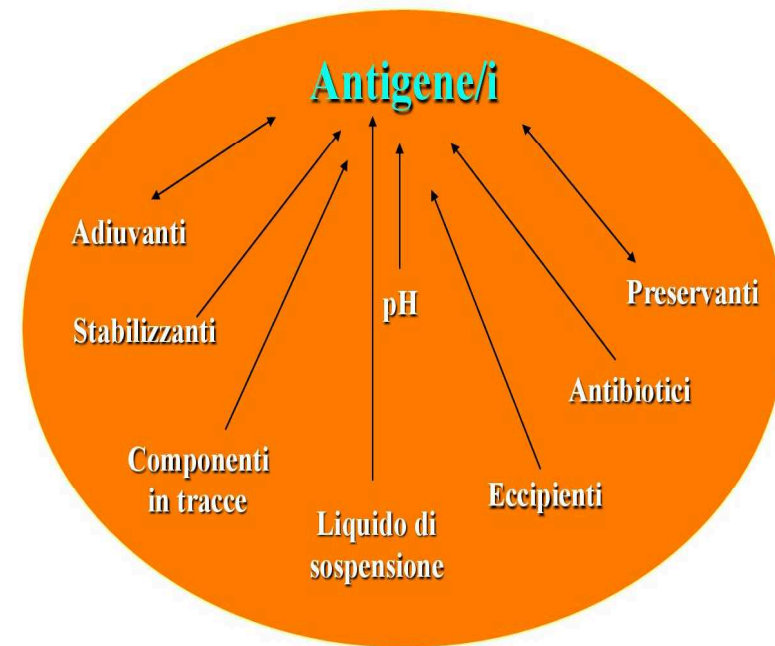 Antigene/i
Adiuvanti
Stabilizzanti
Componenti
in tracce
Liquido di
sospensione
pH
Eccipienti
Antibiotici
Preservanti